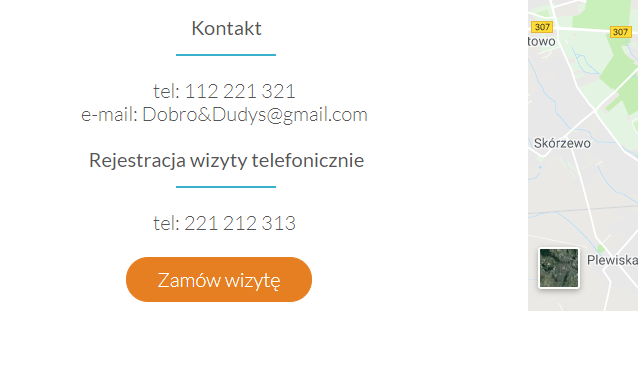 Kontakt
tel: 112 221 321
e-mail: Dobro&Dudys@gmail.com
Rejestracja wizyty telefonicznie
tel: 221 212 313
Zamów wizytę
307
307
towo
Skórzewo
Plewiska